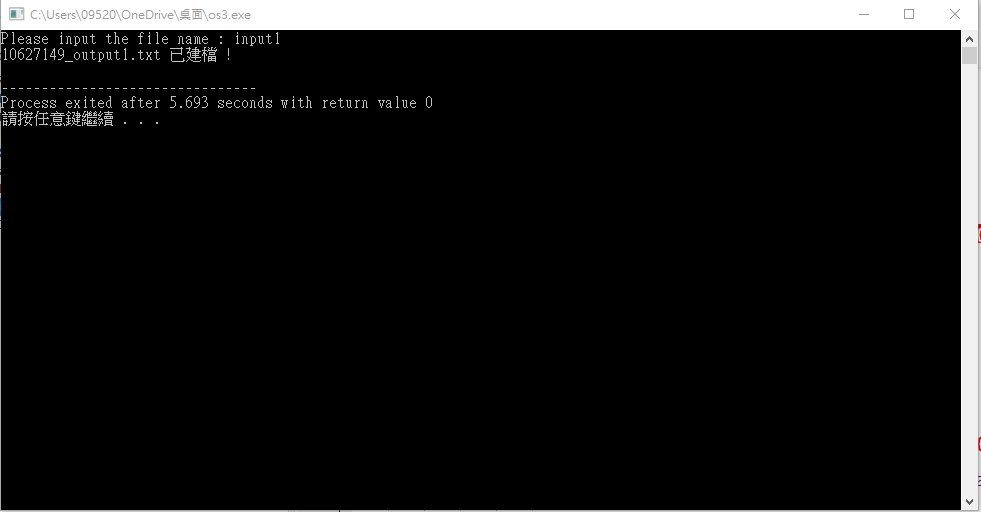 C:\Users\09520\OneDrive\桌面\os3.exe
Please input the file name : input1
10627149_output1.txt 已建檔 !
--------------------------------
Process exited after 5.693 seconds with return value 0
請按任意鍵繼續 . . .